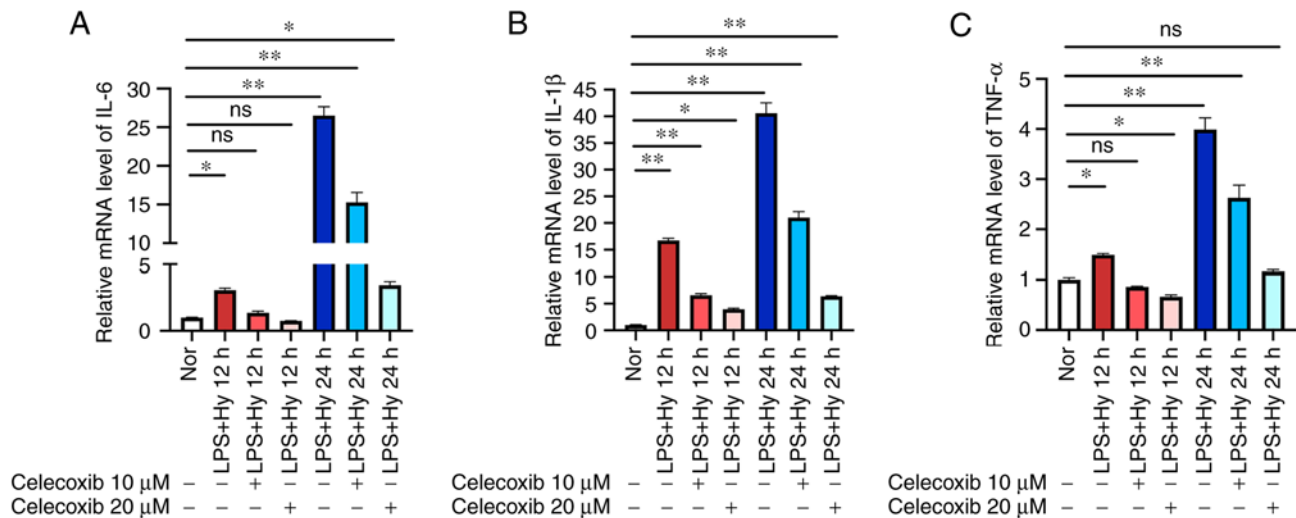 A
*
**
**
ns
ns
*
Relative mRNA level of IL-6
30
25
20
15
10
5
0
Nor
LPS+Hy 12 h
LPS+Hy 12 h
LPS+Hy 12 h
LPS+Hy 24 h
LPS+Hy 24 h
LPS+Hy 24 h
Celecoxib 10 μM – – + – – + –
Celecoxib 20 μM – – – + – – +
B
**
**
**
*
**
**
Relative mRNA level of IL-1β
45
40
35
30
25
20
15
10
5
0
Nor
LPS+Hy 12 h
LPS+Hy 12 h
LPS+Hy 12 h
LPS+Hy 24 h
LPS+Hy 24 h
LPS+Hy 24 h
Celecoxib 10 μM – – + – – + –
Celecoxib 20 μM – – – + – – +
C
ns
**
**
*
ns
*
Relative mRNA level of TNF-α
5
4
3
2
1
0
Nor
LPS+Hy 12 h
LPS+Hy 12 h
LPS+Hy 12 h
LPS+Hy 24 h
LPS+Hy 24 h
LPS+Hy 24 h
Celecoxib 10 μM – – + – – + –
Celecoxib 20 μM – – – + – – +